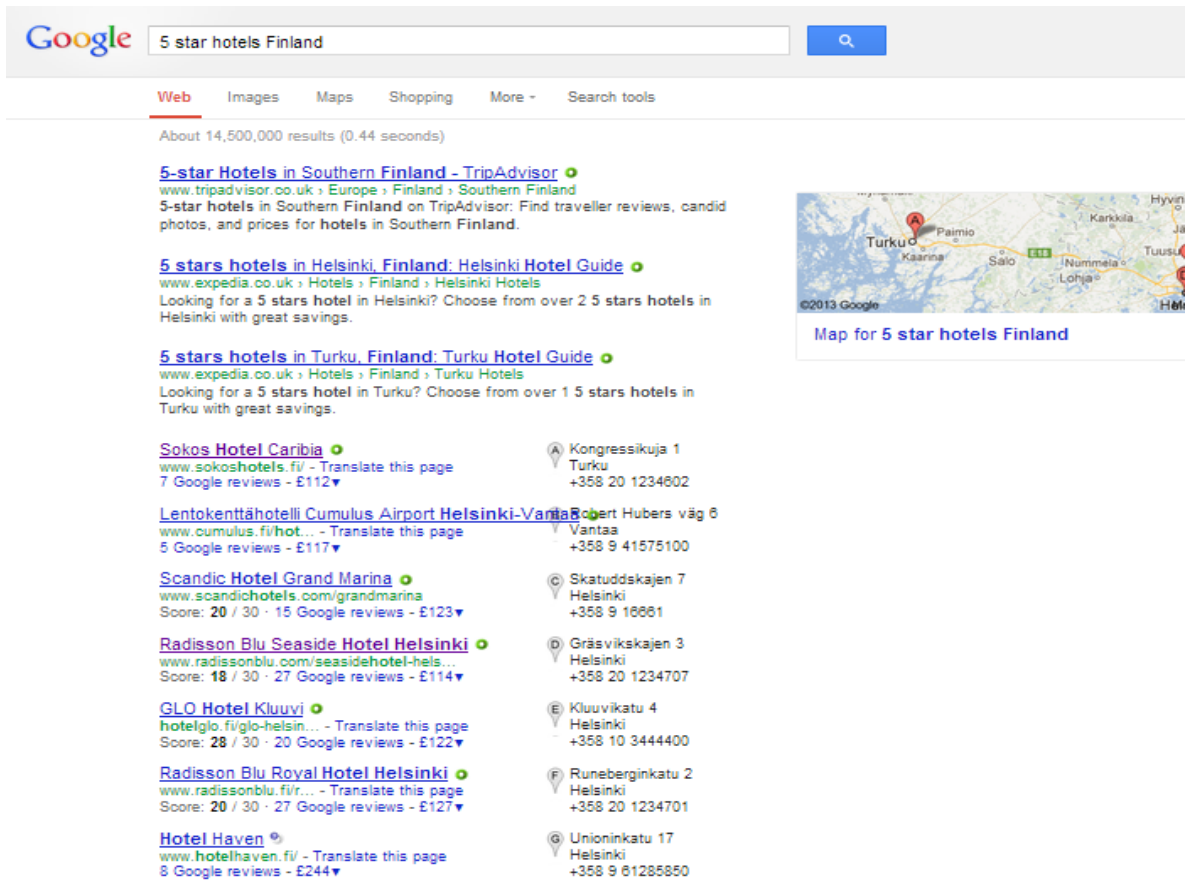 Google
5 star hotels Finland
Web Images Maps Shopping More Search tools
About 14,500,000 results (0.44 seconds)
5-star Hotels in Southern Finland - TripAdvisor
www.tripadvisor.co.uk › Europe › Finland › Southern Finland
5-star hotels in Southern Finland on TripAdvisor: Find traveller reviews, candid
photos, and prices for hotels in Southern Finland.
5 stars hotels in Helsinki, Finland: Helsinki Hotel Guide
www.expedia.co.uk › Hotels › Finland › Helsinki Hotels
Looking for a 5 stars hotel in Helsinki? Choose from over 2 5 stars hotels in
Helsinki with great savings.
5 stars hotels in Turku, Finland: Turku Hotel Guide
www.expedia.co.uk › Hotels › Finland › Turku Hotels
Looking for a 5 stars hotel in Turku? Choose from over 1 5 stars hotels in
Turku with great savings.
Sokos Hotel Caribia
www.sokoshotels.fi/ - Translate this page
7 Google reviews - £112▾
A Kongressikuja 1
Turku
+358 20 1234602
Lentokenttähotelli Cumulus Airport Helsinki-Vantaa
www.cumulus.fi/hot... - Translate this page
5 Google reviews - £117▾
Robert Hubers väg 6
Vantaa
+358 9 41575100
Scandic Hotel Grand Marina
www.scandichotels.com/grandmarina
Score: 20 / 30 · 15 Google reviews - £123▾
C Skatuddskajen 7
Helsinki
+358 9 16661
Radisson Blu Seaside Hotel Helsinki
www.radissonblu.com/seasidehotel-hels...
Score: 18 / 30 · 27 Google reviews - £114▾
D Gräsvikskajen 3
Helsinki
+358 20 1234707
GLO Hotel Kluuvi
hotelglo.fi/glo-helsin... - Translate this page
Score: 28 / 30 · 20 Google reviews - £122▾
E Kluuvikatu 4
Helsinki
+358 10 3444400
Radisson Blu Royal Hotel Helsinki
www.radissonblu.fi/r... - Translate this page
Score: 20 / 30 · 27 Google reviews - £127▾
F Runeberginkatu 2
Helsinki
+358 20 1234701
Hotel Haven
www.hotelhaven.fi/ - Translate this page
8 Google reviews - £244▾
G Unioninkatu 17
Helsinki
+358 9 61285850
Hyvin
Karkkila
A
Paimio
Turku
Kaarina
Salo
E18
Nummela
Tuusu
Lohja
©2013 Google
Map for 5 star hotels Finland